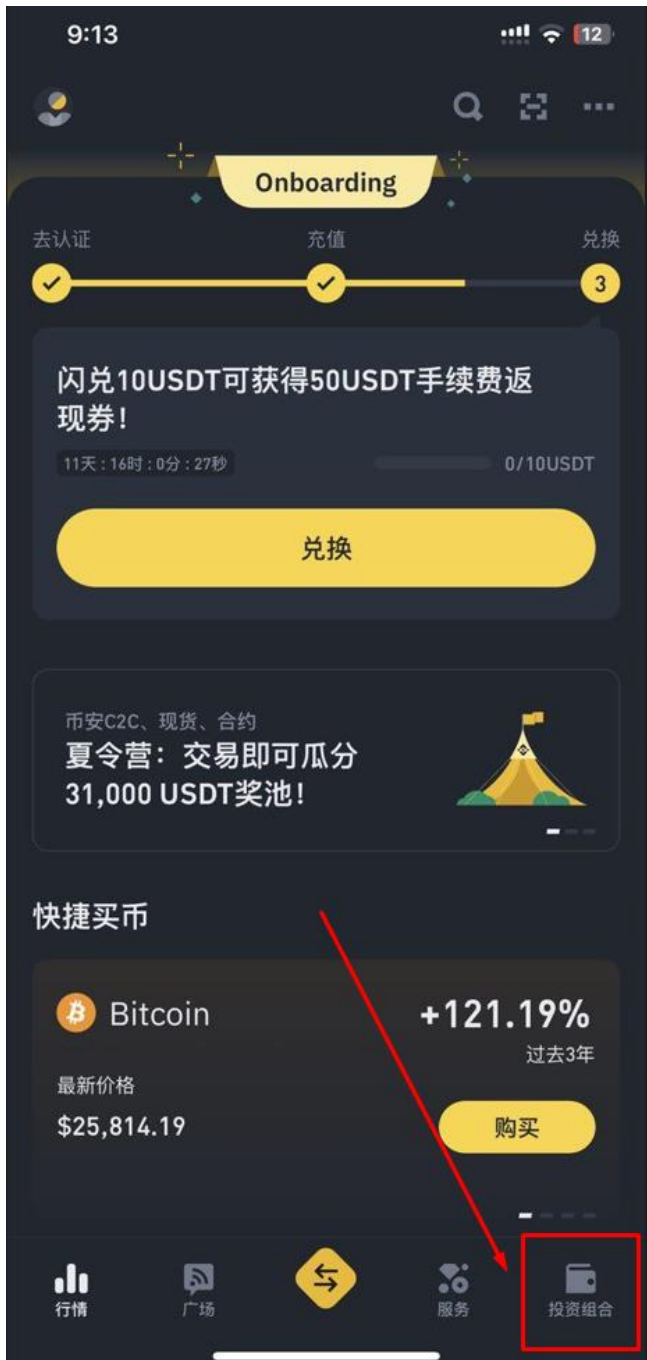 9:13
12
Onboarding
去认证
充值
兑换
3
闪兑10USDT可获得50USDT手续费返
现券！
11天：16时：0分：27秒
0/10USDT
兑换
币安C2C、现货、合约
夏令营：交易即可瓜分
31,000 USDT奖池！
快捷买币
Bitcoin
+121.19%
过去3年
最新价格
$25,814.19
购买
行情
广场
服务
投资组合